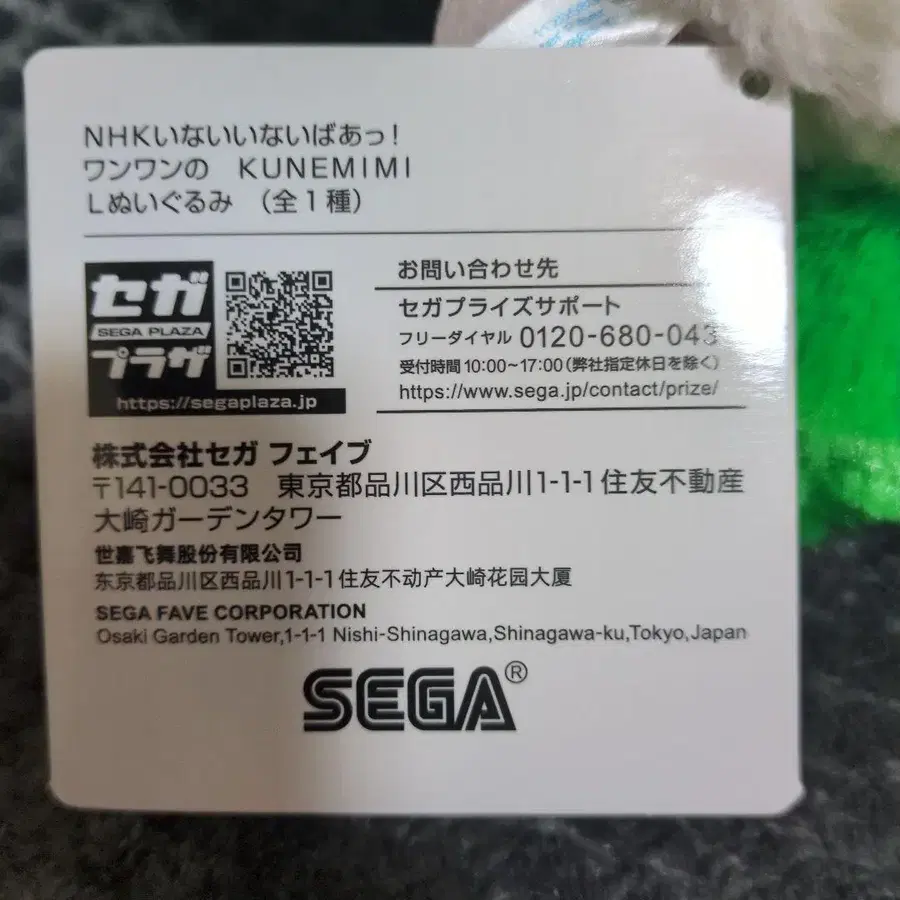 NHKいないいないばあっ！
ワンワンの　KUNEMIMI
Lぬいぐるみ　（全1種）
セガ
SEGA PLAZA
プラザ
https://segaplaza.jp
お問い合わせ先
セガプライズサポート
フリーダイヤル 0120-680-043
受付時間 10:00～17:00（弊社指定休日を除く）
https://www.sega.jp/contact/prize/
株式会社セガ フェイブ
〒141-0033　東京都品川区西品川1-1-1住友不動産
大崎ガーデンタワー
世嘉飞舞股份有限公司
东京都品川区西品川1-1-1住友不动产大崎花园大厦
SEGA FAVE CORPORATION
Osaki Garden Tower,1-1-1 Nishi-Shinagawa,Shinagawa-ku,Tokyo,Japan
SEGA®